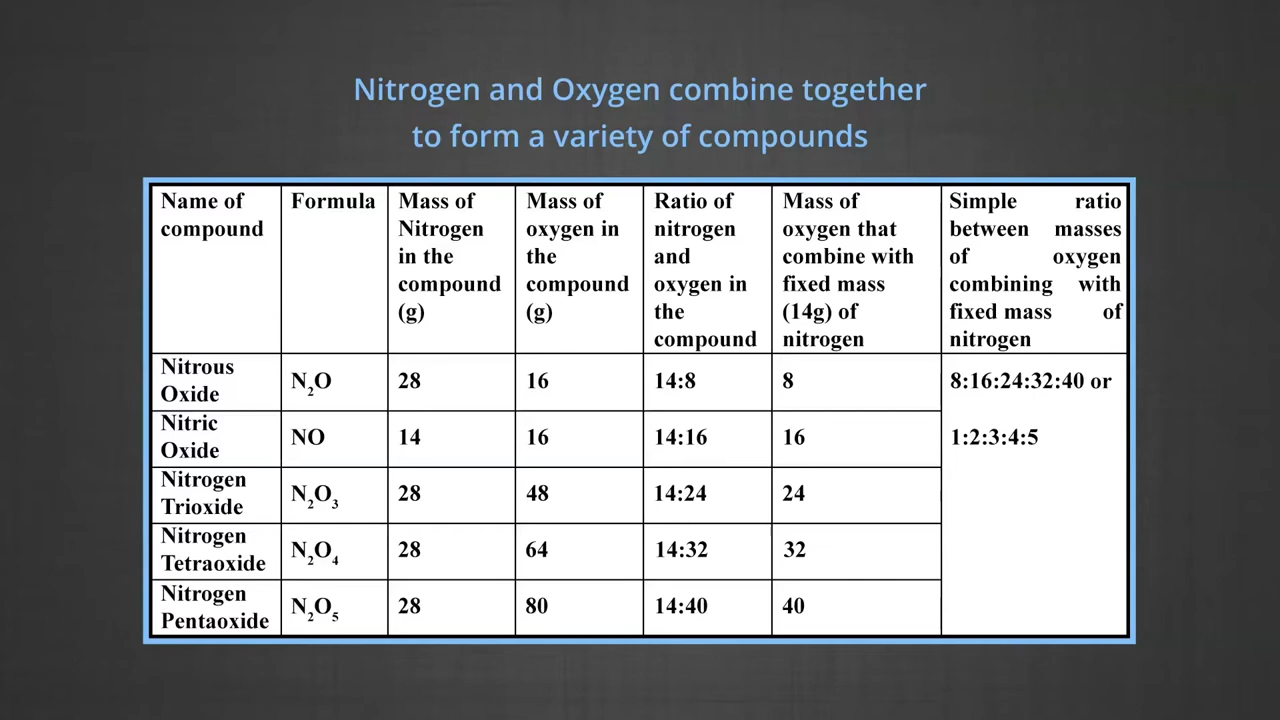 Nitrogen and Oxygen combine together
to form a variety of compounds
Name of
compound
Formula
Mass of
Nitrogen
in the
compound
(g)
Mass of
oxygen in
the
compound
(g)
Ratio of
nitrogen
and
oxygen in
the
compound
Mass of
oxygen that
combine with
fixed mass
(14g) of
nitrogen
Simple ratio
between masses
of oxygen
combining with
fixed mass of
nitrogen
Nitrous
Oxide
N₂O
28
16
14:8
8
8:16:24:32:40 or
1:2:3:4:5
Nitric
Oxide
NO
14
16
14:16
16
Nitrogen
Trioxide
N₂O₃
28
48
14:24
24
Nitrogen
Tetraoxide
N₂O₄
28
64
14:32
32
Nitrogen
Pentaoxide
N₂O₅
28
80
14:40
40